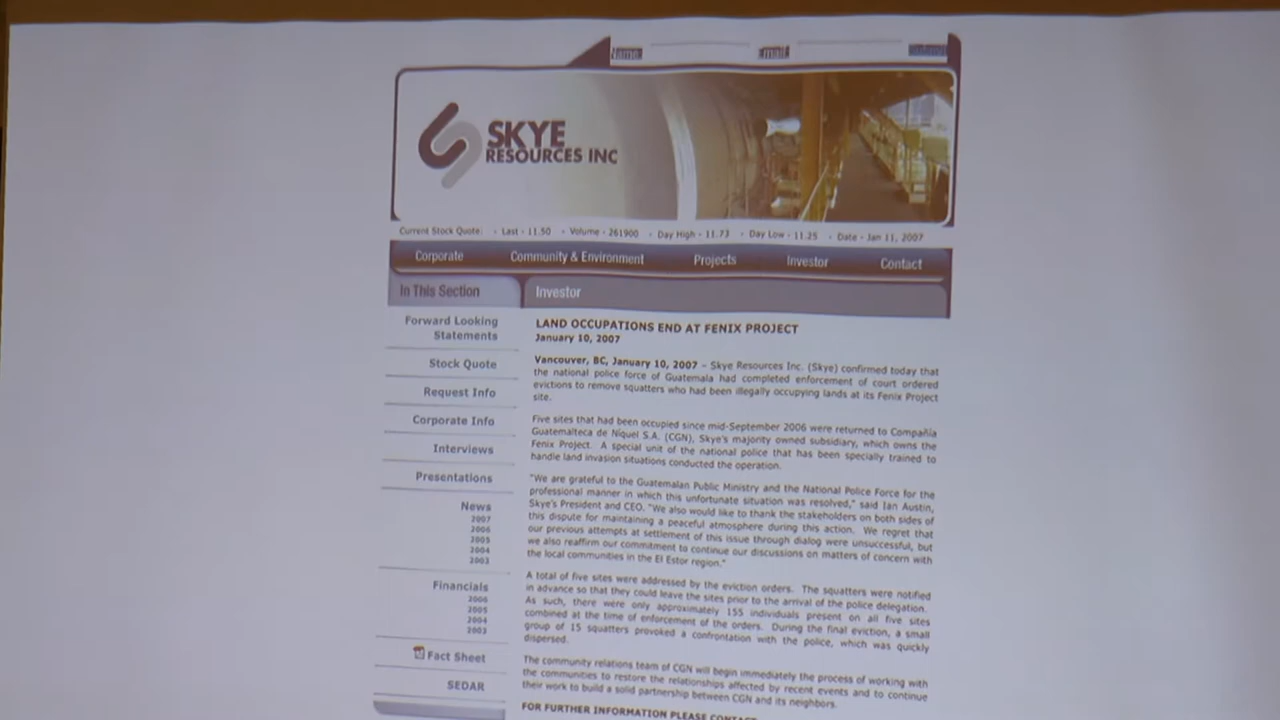 Name:
Email:
SKYE
RESOURCES INC
Current Stock Quote: - Last - 11.50 - Volume - 261900 - Day High - 11.73 - Day Low - 11.25 - Date - Jan 11, 2007
Corporate Community & Environment Projects Investor Contact
In This Section
Investor
Forward Looking
Statements
Stock Quote
Request Info
Corporate Info
Interviews
Presentations
News
2007
2006
2005
2004
2003
Financials
2006
2005
2004
2003
Fact Sheet
SEDAR
LAND OCCUPATIONS END AT FENIX PROJECT
January 10, 2007
Vancouver, BC, January 10, 2007 – Skye Resources Inc. (Skye) confirmed today that
the national police force of Guatemala had completed enforcement of court ordered
evictions to remove squatters who had been illegally occupying lands at its Fenix Project
site.
Five sites that had been occupied since mid-September 2006 were returned to Compañia
Guatemalteca de Niquel S.A. (CGN), Skye's majority owned subsidiary, which owns the
Fenix Project. A special unit of the national police that has been specially trained to
handle land invasion situations conducted the operation.
"We are grateful to the Guatemalan Public Ministry and the National Police Force for the
professional manner in which this unfortunate situation was resolved," said Ian Austin,
Skye's President and CEO. "We also would like to thank the stakeholders on both sides of
this dispute for maintaining a peaceful atmosphere during this action. We regret that
our previous attempts at settlement of this issue through dialog were unsuccessful, but
we also reaffirm our commitment to continue our discussions on matters of concern with
the local communities in the El Estor region."
A total of five sites were addressed by the eviction orders. The squatters were notified
in advance so that they could leave the sites prior to the arrival of the police delegation.
As such, there were only approximately 155 individuals present on all five sites
combined at the time of enforcement of the orders. During the final eviction, a small
group of 15 squatters provoked a confrontation with the police, which was quickly
dispersed.
The community relations team of CGN will begin immediately the process of working with
the communities to restore the relationships affected by recent events and to continue
their work to build a solid partnership between CGN and its neighbors.
FOR FURTHER INFORMATION PLEASE CONTACT